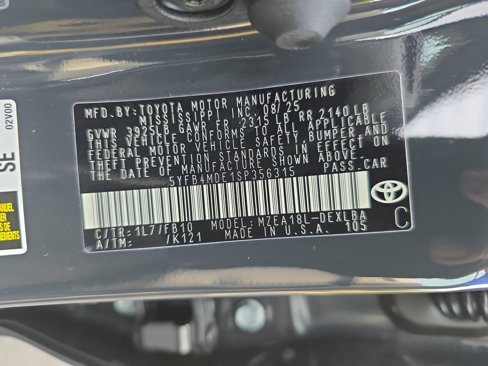 MFD.BY: TOYOTA MOTOR MANUFACTURING
MISSISSIPPI, INC. 08/25
GVWR 3925LB GAWR FR 2315 LB RR 2140 LB
THIS VEHICLE CONFORMS TO ALL APPLICABLE
FEDERAL MOTOR VEHICLE SAFETY, BUMPER AND
THEFT PREVENTION STANDARDS IN EFFECT ON
THE DATE OF MANUFACTURE SHOWN ABOVE.
5YFB4MDE1SP356315 PASS.CAR
C/TR: 1L7/FB10 MODEL: MZEA18L-DEXLBA
A/TM: /K121 MADE IN U.S.A. 105
C
02V00
SE